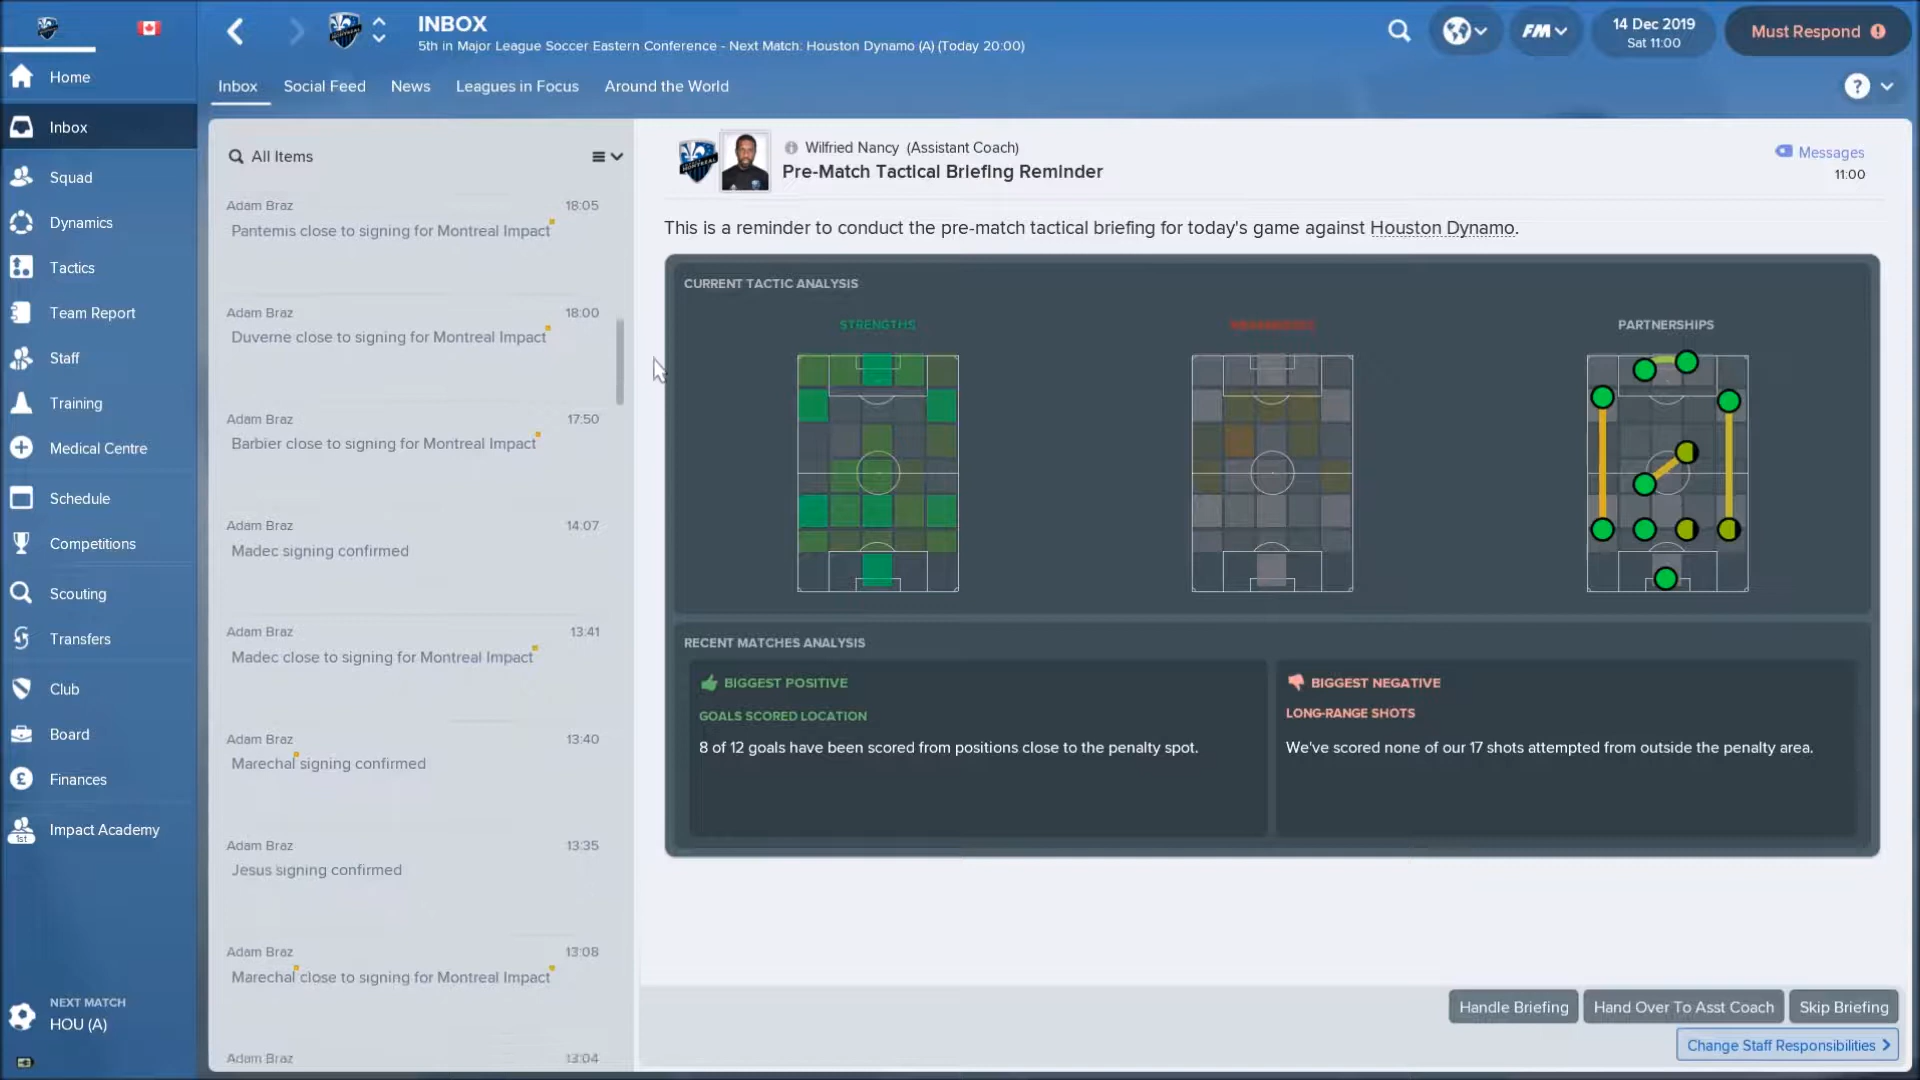 INBOX
5th in Major League Soccer Eastern Conference - Next Match: Houston Dynamo (A) (Today 20:00)
FM
14 Dec 2019
Sat 11:00
Must Respond
Home
Inbox
Squad
Dynamics
Tactics
Team Report
Staff
Training
Medical Centre
Schedule
Competitions
Scouting
Transfers
Club
Board
Finances
1st
Impact Academy
NEXT MATCH
HOU (A)
Inbox Social Feed News Leagues in Focus Around the World
?
All Items
Adam Braz 18:05
Pantemis close to signing for Montreal Impact
Adam Braz 18:00
Duverne close to signing for Montreal Impact
Adam Braz 17:50
Barbier close to signing for Montreal Impact
Adam Braz 14:07
Madec signing confirmed
Adam Braz 13:41
Madec close to signing for Montreal Impact
Adam Braz 13:40
Marechal signing confirmed
Adam Braz 13:35
Jesus signing confirmed
Adam Braz 13:08
Marechal close to signing for Montreal Impact
Adam Braz 13:04
Wilfried Nancy (Assistant Coach)
Pre-Match Tactical Briefing Reminder
Messages
11:00
This is a reminder to conduct the pre-match tactical briefing for today's game against Houston Dynamo.
CURRENT TACTIC ANALYSIS
STRENGTHS
PARTNERSHIPS
RECENT MATCHES ANALYSIS
BIGGEST POSITIVE
GOALS SCORED LOCATION
8 of 12 goals have been scored from positions close to the penalty spot.
BIGGEST NEGATIVE
LONG-RANGE SHOTS
We've scored none of our 17 shots attempted from outside the penalty area.
Handle Briefing
Hand Over To Asst Coach
Skip Briefing
Change Staff Responsibilities